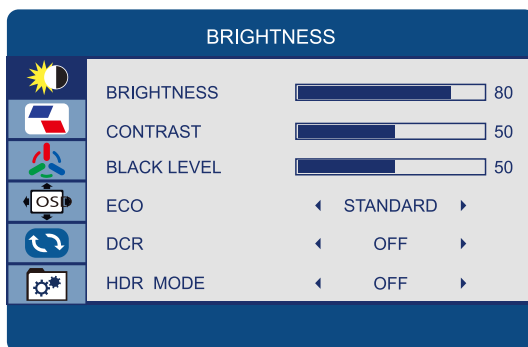 BRIGHTNESS
BRIGHTNESS 80
CONTRAST 50
BLACK LEVEL 50
ECO STANDARD
OSD
DCR OFF
HDR MODE OFF